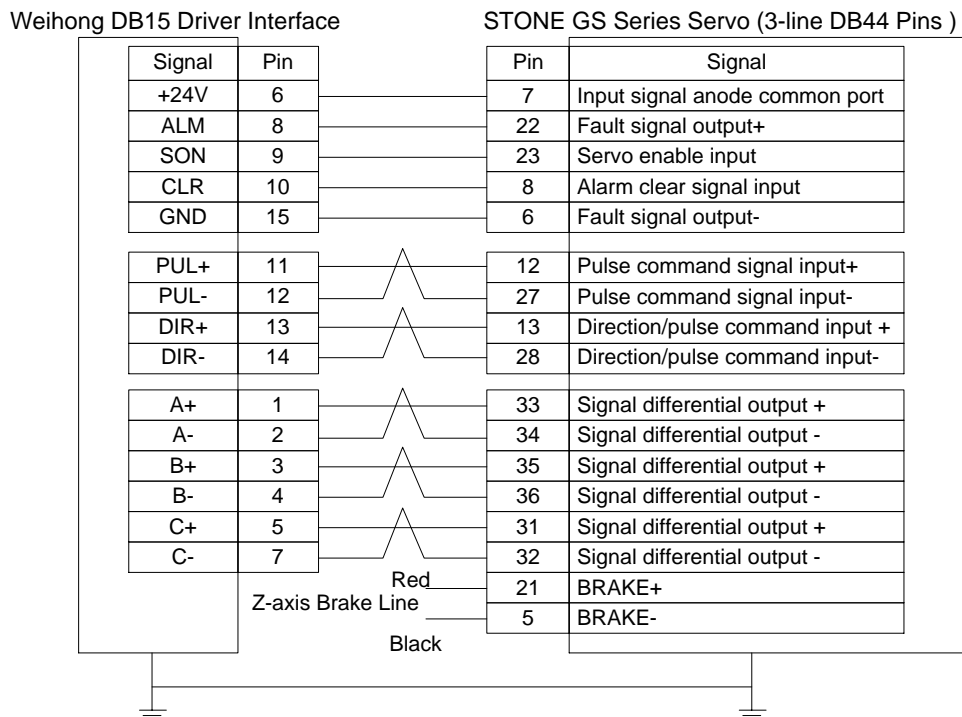 Weihong DB15 Driver Interface STONE GS Series Servo (3-line DB44 Pins )
Signal Pin Pin Signal
+24V 6 7 Input signal anode common port
ALM 8 22 Fault signal output+
SON 9 23 Servo enable input
CLR 10 8 Alarm clear signal input
GND 15 6 Fault signal output-
PUL+ 11 12 Pulse command signal input+
PUL- 12 27 Pulse command signal input-
DIR+ 13 13 Direction/pulse command input +
DIR- 14 28 Direction/pulse command input-
A+ 1 33 Signal differential output +
A- 2 34 Signal differential output -
B+ 3 35 Signal differential output +
B- 4 36 Signal differential output -
C+ 5 31 Signal differential output +
C- 7 32 Signal differential output -
Red 21 BRAKE+
Z-axis Brake Line
5 BRAKE-
Black